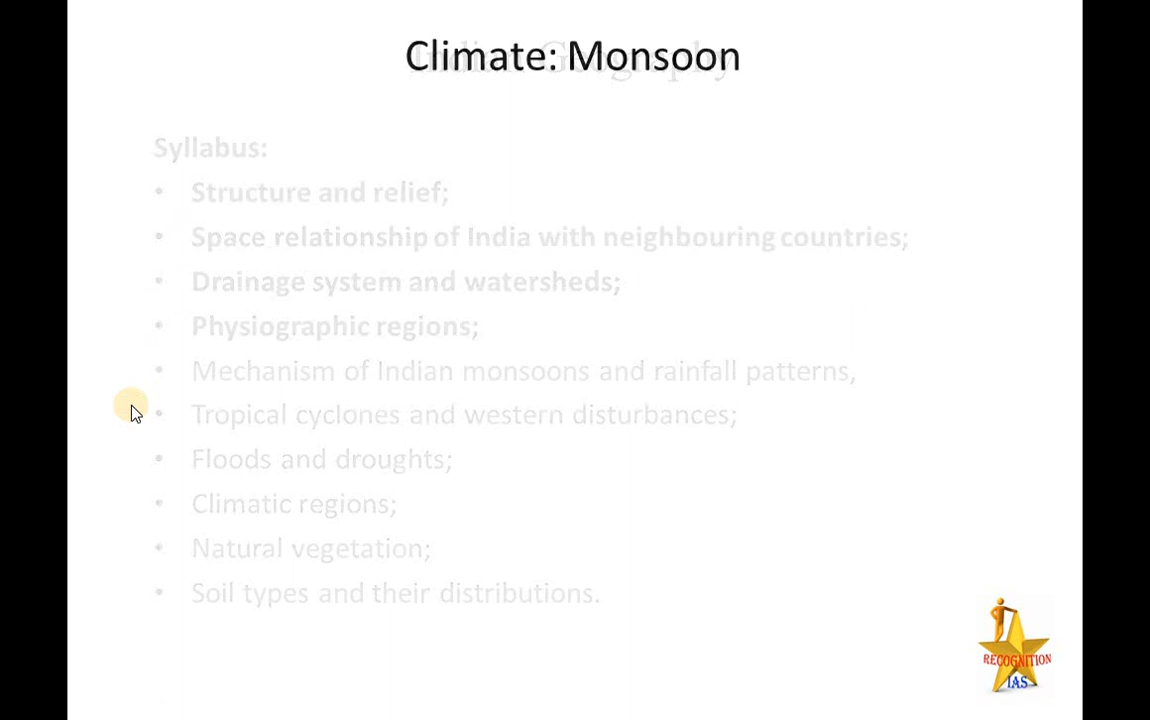 Climate: Monsoon
Indian Geography
Syllabus:
• Structure and relief;
• Space relationship of India with neighbouring countries;
• Drainage system and watersheds;
• Physiographic regions;
• Mechanism of Indian monsoons and rainfall patterns,
• Tropical cyclones and western disturbances;
• Floods and droughts;
• Climatic regions;
• Natural vegetation;
• Soil types and their distributions.
RECOGNITION
IAS